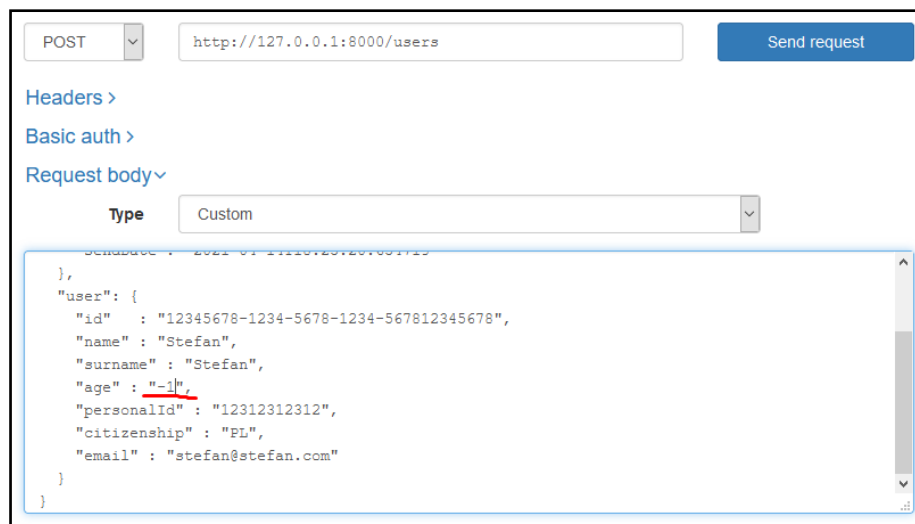 POST
http://127.0.0.1:8000/users
Send request
Headers >
Basic auth >
Request body
Type
Custom
},
"user": {
"id" : "12345678-1234-5678-1234-567812345678",
"name" : "Stefan",
"surname" : "Stefan",
"age" : "-1",
"personalId" : "12312312312",
"citizenship" : "PL",
"email" : "stefan@stefan.com"
}
}